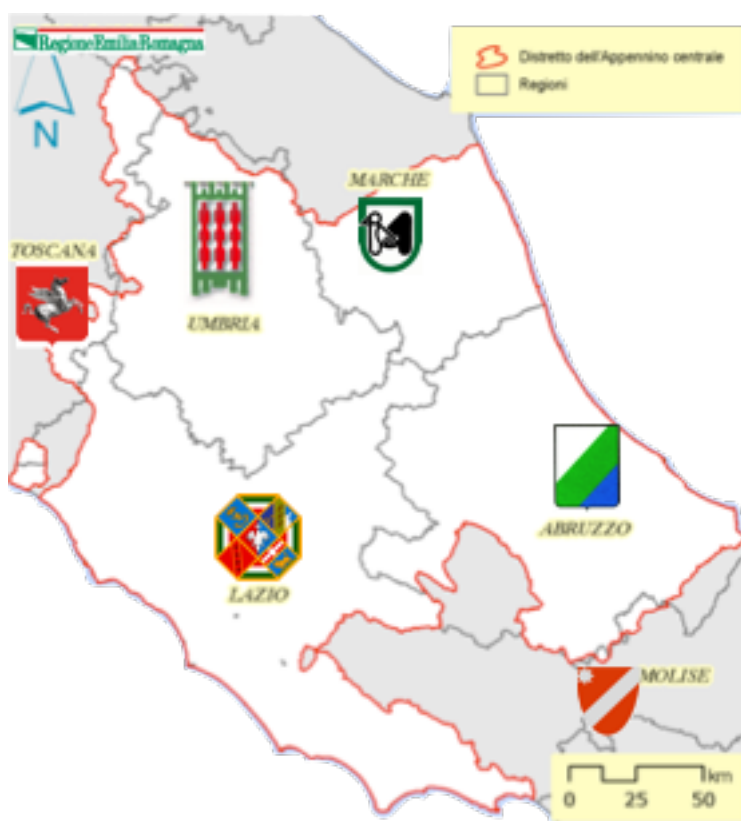 RegioneEmiliaRomagna
N
Distretto dell'Appennino centrale
Regioni
MARCHE
TOSCANA
UMBRIA
ABRUZZO
LAZIO
MOLISE
km
0 25 50